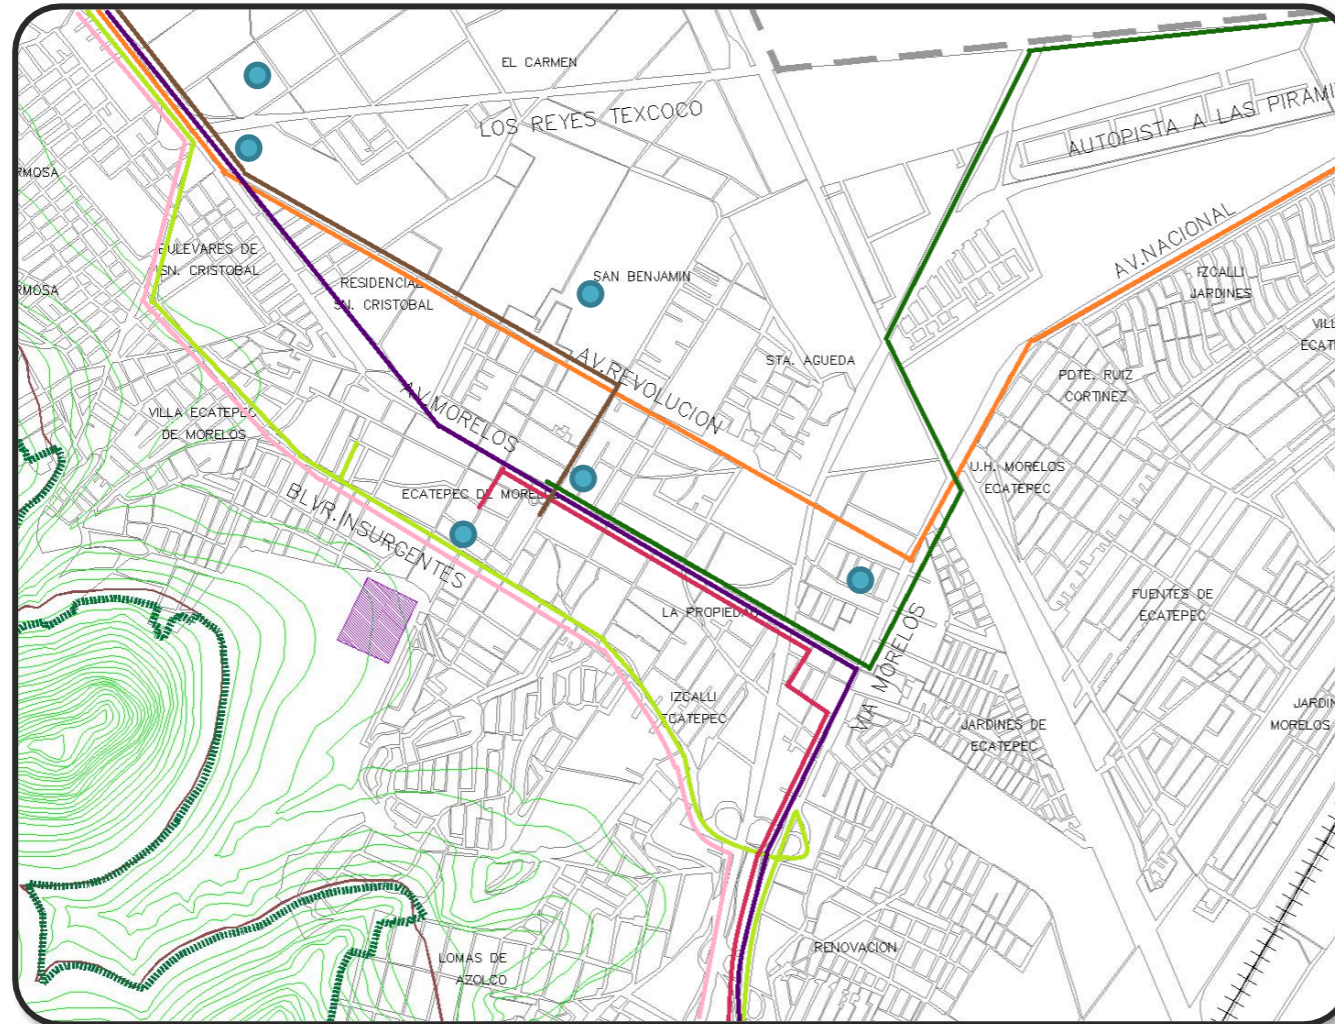 EL CARMEN
LOS REYES TEXCOCO
AUTOPISTA A LAS PIRAMI
RMOSA
AV.NACIONAL
BULEVARES DE
SN. CRISTOBAL
IZCALLI
JARDINES
RMOSA
RESIDENCIAL
SN. CRISTOBAL
SAN BENJAMIN
VILL
ECAT
AV.REVOLUCION
STA. AGUEDA
PDTE. RUIZ
CORTINEZ
VILLA ECATEPEC
DE MORELOS
AV.MORELOS
U.H. MORELOS
ECATEPEC
ECATEPEC DE MORELOS
BLVR.INSURGENTES
LA PROPIEDAD
FUENTES DE
ECATEPEC
VIA MORELOS
IZCALLI
ECATEPEC
JARDINES DE
ECATEPEC
JARDIN
MORELOS
RENOVACION
LOMAS DE
AZOLCO